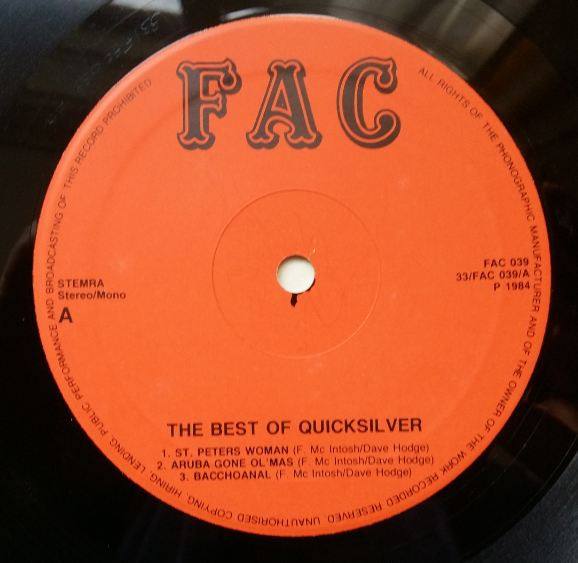 FAC
ALL RIGHTS OF THE PHONOGRAPHIC MANUFACTURER AND OF THE OWNER OF THE WORK RECORDED RESERVED. UNAUTHORISED COPYING, HIRING, LENDING, PUBLIC PERFORMANCE AND BROADCASTING OF THIS RECORD PROHIBITED
STEMRA
Stereo/Mono
A
FAC 039
33/FAC 039/A
P 1984
THE BEST OF QUICKSILVER
1. ST. PETERS WOMAN (F. Mc Intosh/Dave Hodge)
2. ARUBA GONE OL'MAS (F. Mc Intosh/Dave Hodge)
3. BACCHOANAL (F. Mc Intosh/Dave Hodge)